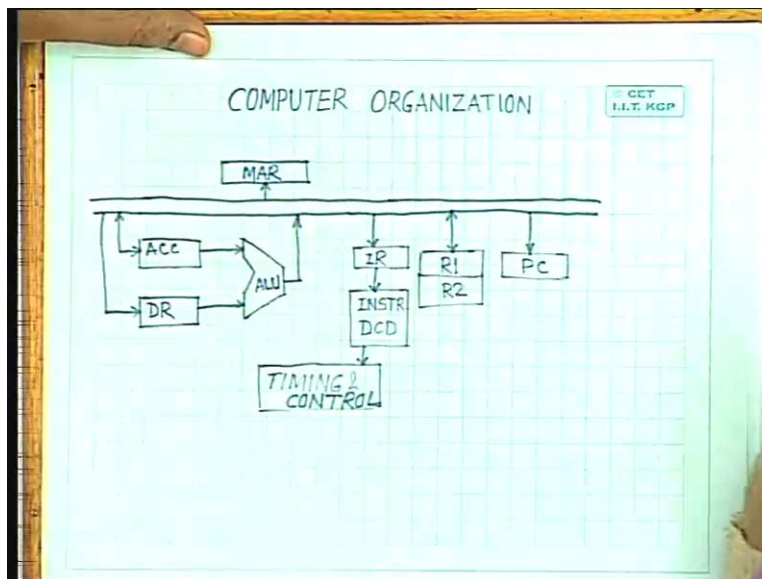 COMPUTER ORGANIZATION
© CET
I.I.T. KGP
MAR
ACC
ALU
IR
R1
PC
DR
R2
INSTR
DCD
TIMING &
CONTROL